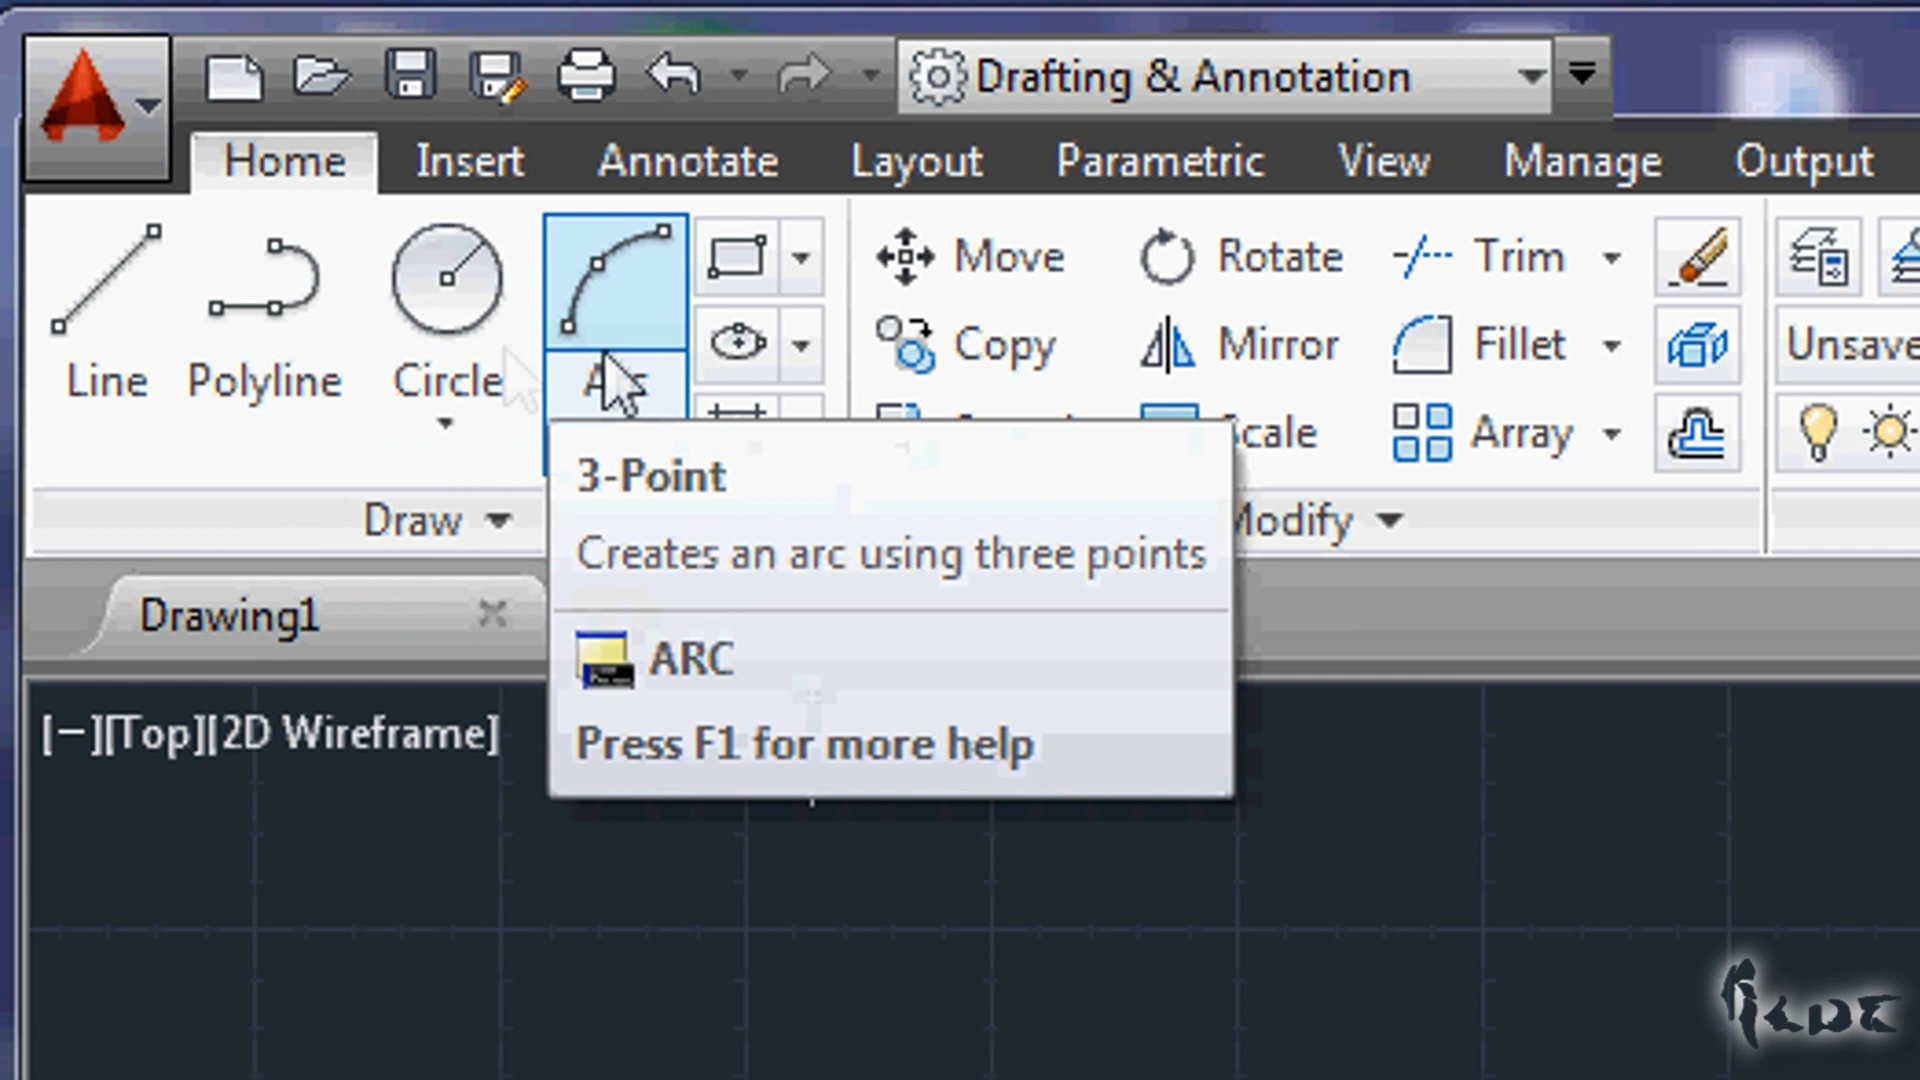 Drafting & Annotation
Home Insert Annotate Layout Parametric View Manage Output
Line Polyline Circle
Move Rotate Trim
Copy Mirror Fillet Unsave
Scale Array
Draw Modify
3-Point
Creates an arc using three points
ARC
Press F1 for more help
Drawing1
[−][Top][2D Wireframe]